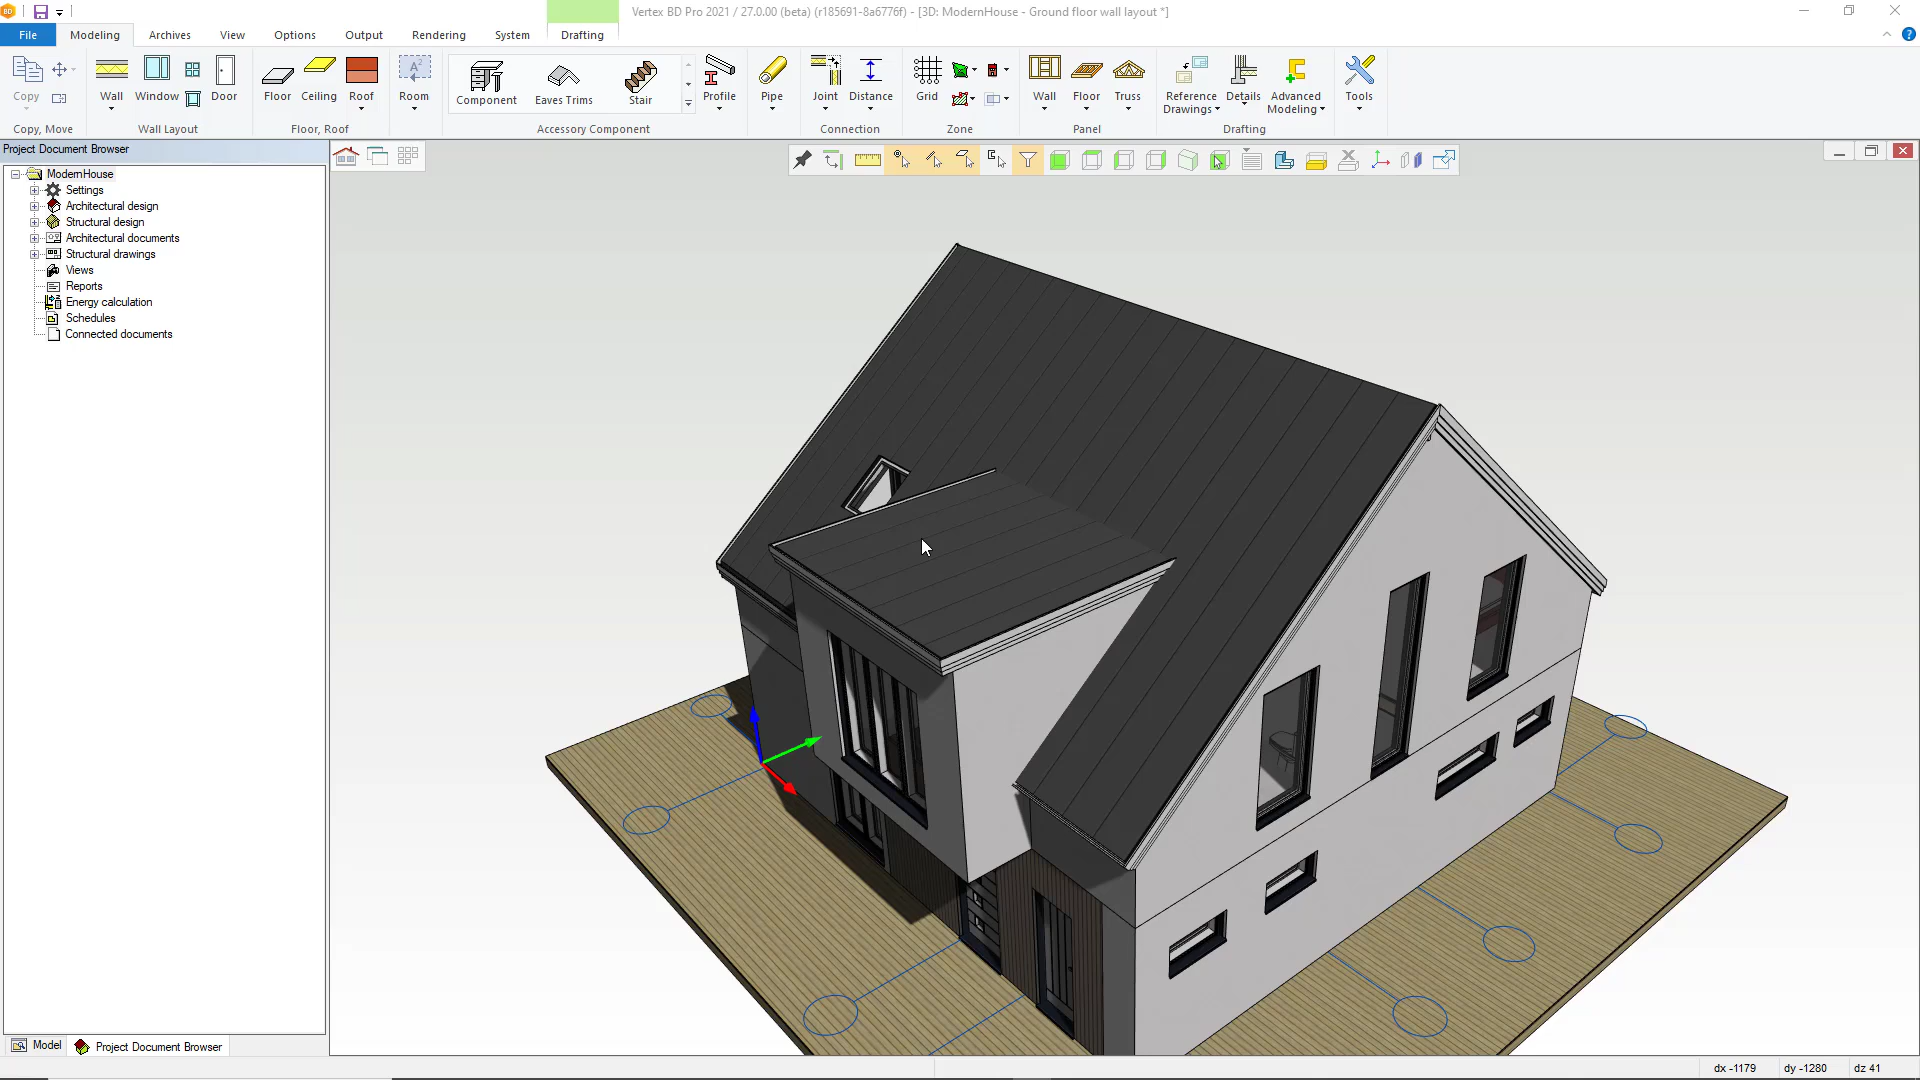 BD
Vertex BD Pro 2021 / 27.0.00 (beta) (r185691-8a6776f) - [3D: ModernHouse - Ground floor wall layout *]
File Modeling Archives View Options Output Rendering System Drafting
Copy Wall Window Door Floor Ceiling Roof Room Component Eaves Trims Stair Profile Pipe Joint Distance Grid Wall Floor Truss Reference Drawings Details Advanced Modeling Tools
Copy, Move Wall Layout Floor, Roof Accessory Component Connection Zone Panel Drafting
Project Document Browser
ModernHouse
Settings
Architectural design
Structural design
Architectural documents
Structural drawings
Views
Reports
Energy calculation
Schedules
Connected documents
Model Project Document Browser
dx -1179 dy -1280 dz 41